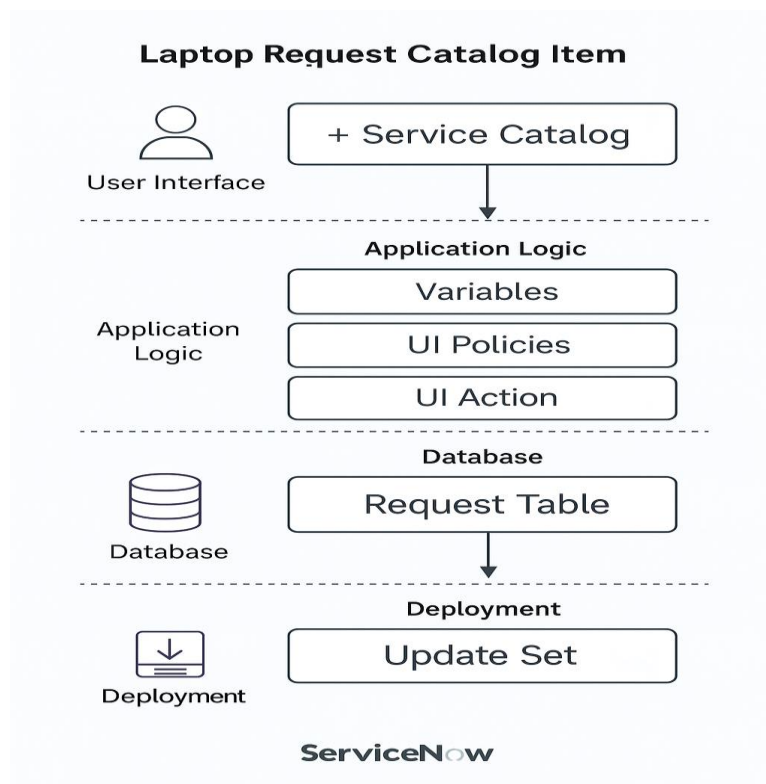 Laptop Request Catalog Item
+ Service Catalog
User Interface
Application Logic
Variables
Application
Logic
UI Policies
UI Action
Database
Request Table
Database
Deployment
Update Set
Deployment
ServiceNow